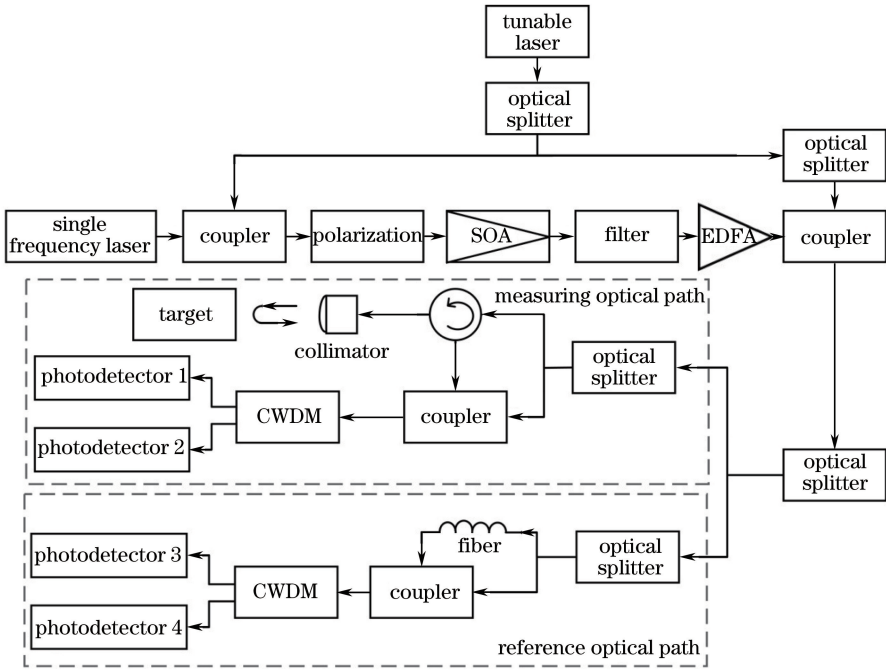 tunable
laser
optical
splitter
optical
splitter
single
frequency laser
coupler
polarization
SOA
filter
EDFA
coupler
measuring optical path
target
collimator
optical
splitter
photodetector 1
CWDM
coupler
photodetector 2
optical
splitter
fiber
optical
splitter
photodetector 3
CWDM
coupler
photodetector 4
reference optical path